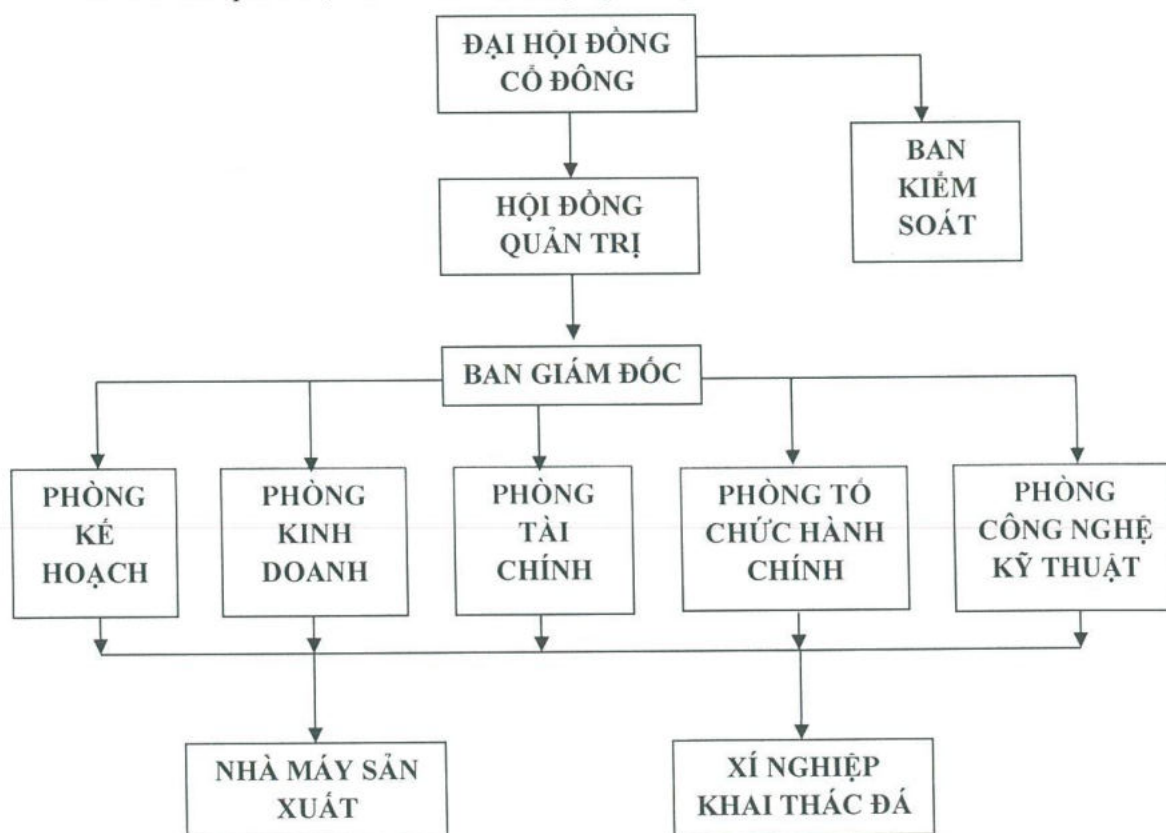 ĐẠI HỘI ĐỒNG
CỔ ĐÔNG
BAN
KIỂM
SOÁT
HỘI ĐỒNG
QUẢN TRỊ
BAN GIÁM ĐỐC
PHÒNG
KẾ
HOẠCH
PHÒNG
KINH
DOANH
PHÒNG
TÀI
CHÍNH
PHÒNG TỔ
CHỨC HÀNH
CHÍNH
PHÒNG
CÔNG NGHỆ
KỸ THUẬT
NHÀ MÁY SẢN
XUẤT
XÍ NGHIỆP
KHAI THÁC ĐÁ